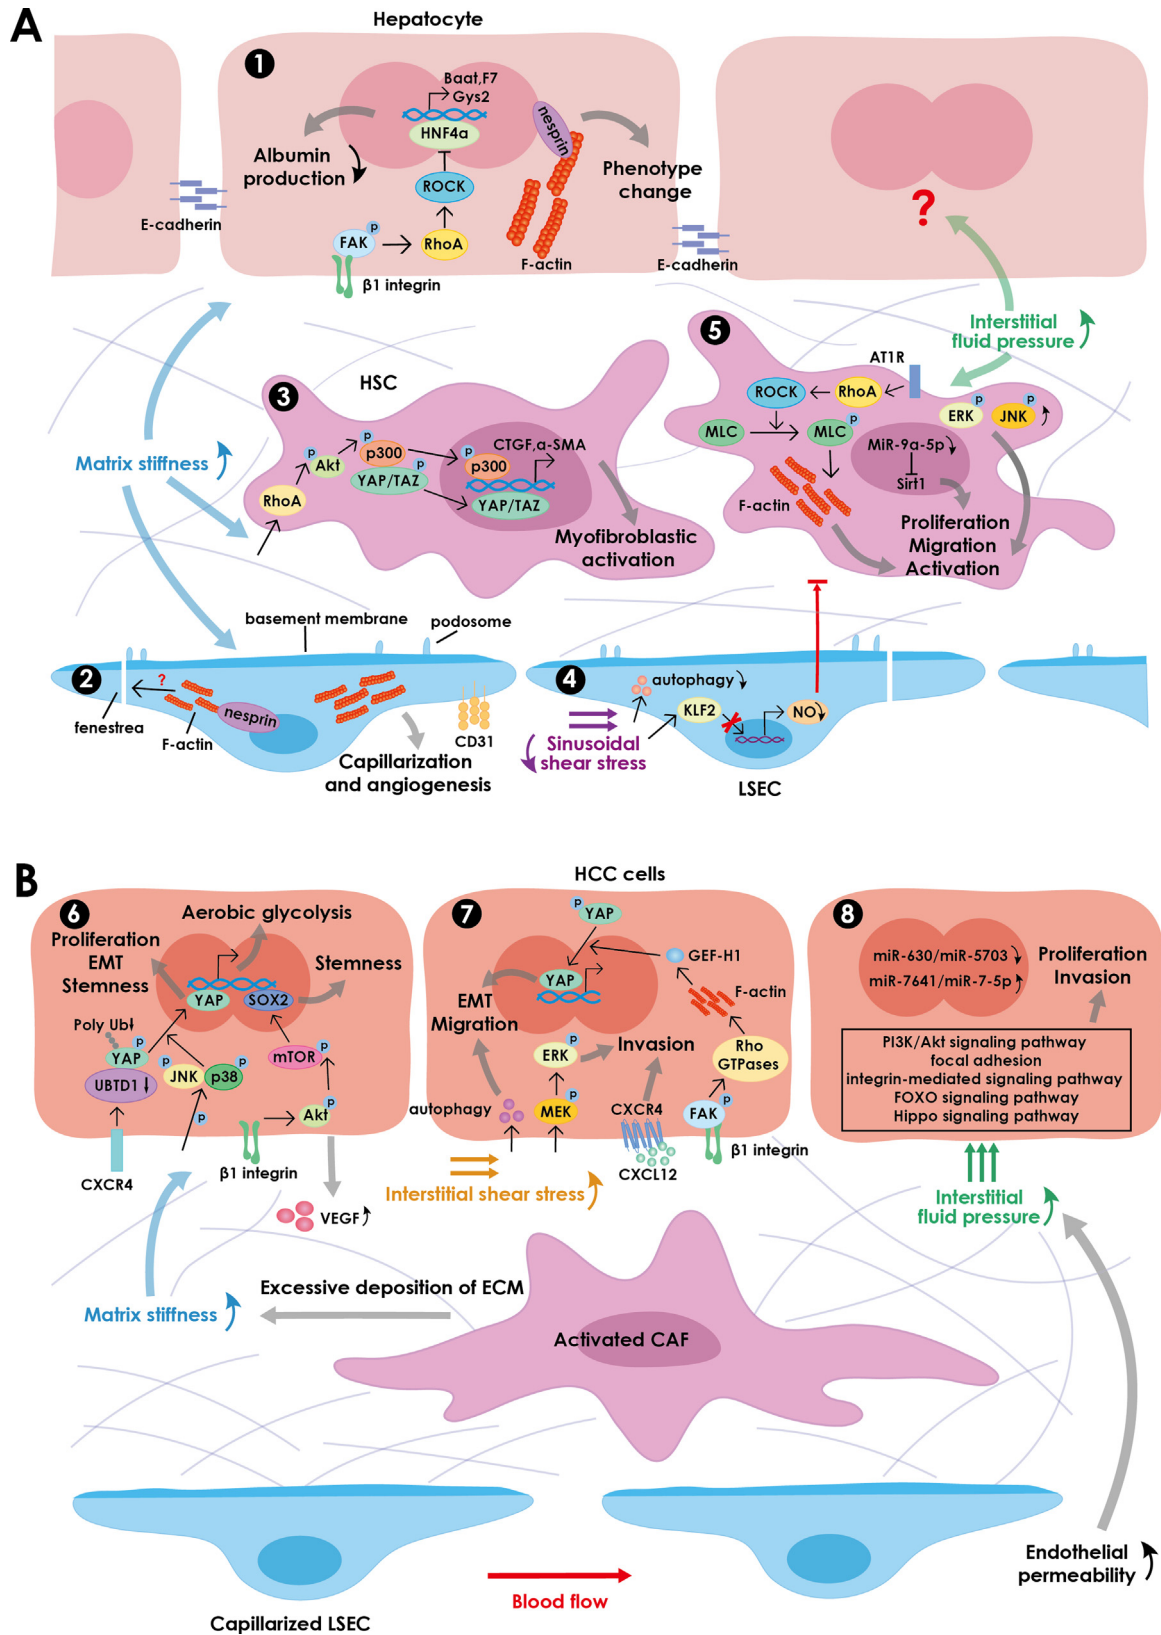 A
Hepatocyte
1
Baat,F7
Gys2
HNF4a
nesprin
Albumin
production
ROCK
Phenotype
change
E-cadherin
P
FAK
RhoA
F-actin
E-cadherin
β1 integrin
?
Interstitial
fluid pressure
HSC
3
P
CTGF,α-SMA
P
p300
P
Akt
P
p300
YAP/TAZ
YAP/TAZ
RhoA
Matrix stiffness
Myofibroblastic
activation
5
AT1R
ROCK
RhoA
P
P
ERK
JNK
MLC
P
MLC
MiR-9a-5p
Sirt1
F-actin
Proliferation
Migration
Activation
basement membrane
podosome
2
?
fenestrea
F-actin
nesprin
CD31
Capillarization
and angiogenesis
4
autophagy
KLF2
NO
Sinusoidal
shear stress
LSEC
B
HCC cells
6
Aerobic glycolysis
Proliferation
EMT
Stemness
Stemness
YAP
SOX2
Poly Ub
P
YAP
UBTD1
P
JNK
P
p38
P
mTOR
P
P
Akt
CXCR4
β1 integrin
VEGF
7
P
YAP
GEF-H1
YAP
F-actin
EMT
Migration
P
ERK
Invasion
Rho
GTPases
autophagy
P
MEK
CXCR4
P
FAK
CXCL12
β1 integrin
Interstitial shear stress
8
miR-630/miR-5703
miR-7641/miR-7-5p
Proliferation
Invasion
PI3K/Akt signaling pathway
focal adhesion
integrin-mediated signaling pathway
FOXO signaling pathway
Hippo signaling pathway
Interstitial
fluid pressure
Excessive deposition of ECM
Matrix stiffness
Activated CAF
Endothelial
permeability
Blood flow
Capillarized LSEC